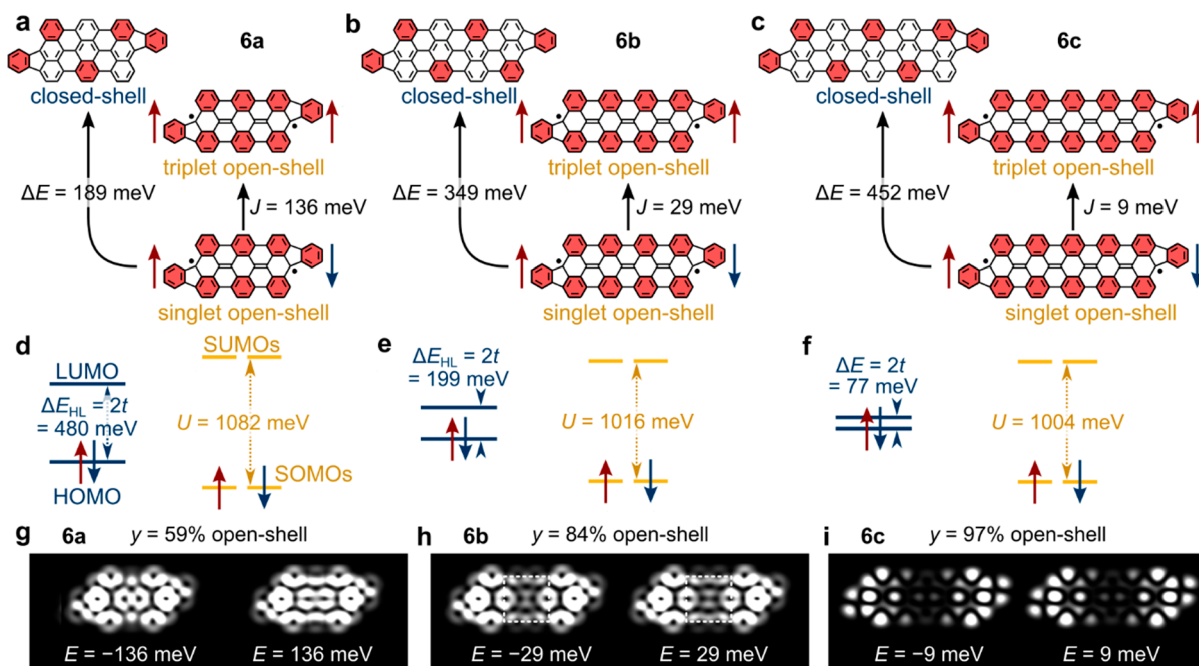 a
6a
closed-shell
triplet open-shell
ΔE = 189 meV
J = 136 meV
singlet open-shell
b
6b
closed-shell
triplet open-shell
ΔE = 349 meV
J = 29 meV
singlet open-shell
c
6c
closed-shell
triplet open-shell
ΔE = 452 meV
J = 9 meV
singlet open-shell
d
SUMOs
LUMO
ΔE_HL = 2t
= 480 meV
U = 1082 meV
HOMO
SOMOs
e
ΔE_HL = 2t
= 199 meV
U = 1016 meV
f
ΔE = 2t
= 77 meV
U = 1004 meV
g
6a
y = 59% open-shell
E = −136 meV
E = 136 meV
h
6b
y = 84% open-shell
E = −29 meV
E = 29 meV
i
6c
y = 97% open-shell
E = −9 meV
E = 9 meV